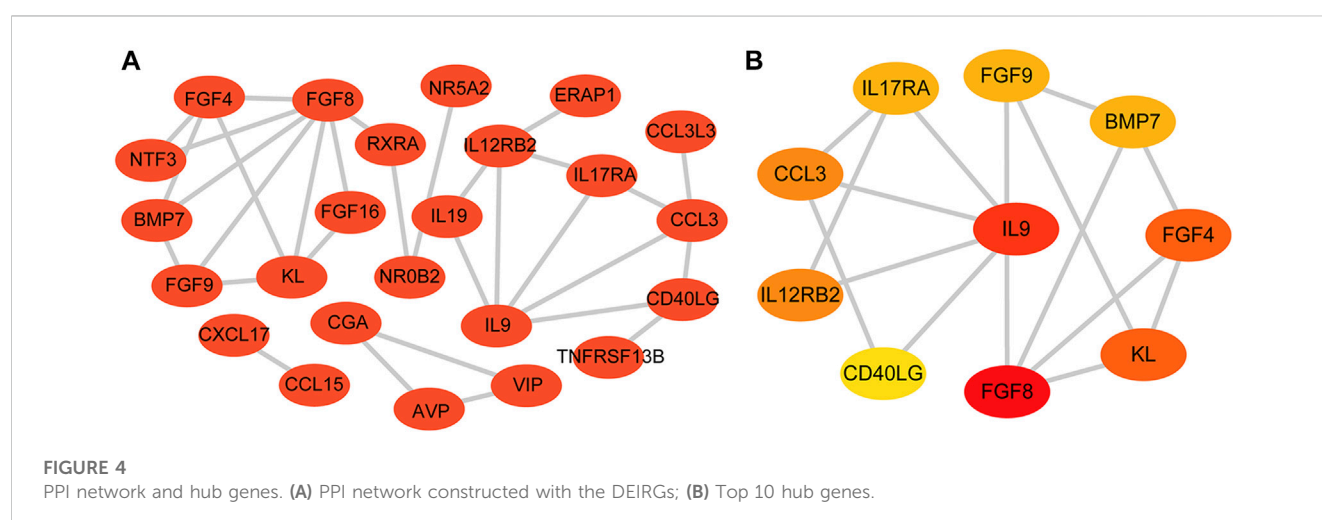 A
FGF4
FGF8
NR5A2
ERAP1
NTF3
RXRA
IL12RB2
CCL3L3
IL17RA
BMP7
FGF16
IL19
CCL3
FGF9
KL
NR0B2
CD40LG
CXCL17
CGA
IL9
TNFRSF13B
CCL15
VIP
AVP
B
IL17RA
FGF9
BMP7
CCL3
IL9
FGF4
IL12RB2
CD40LG
FGF8
KL
FIGURE 4
PPI network and hub genes. (A) PPI network constructed with the DEIRGs; (B) Top 10 hub genes.